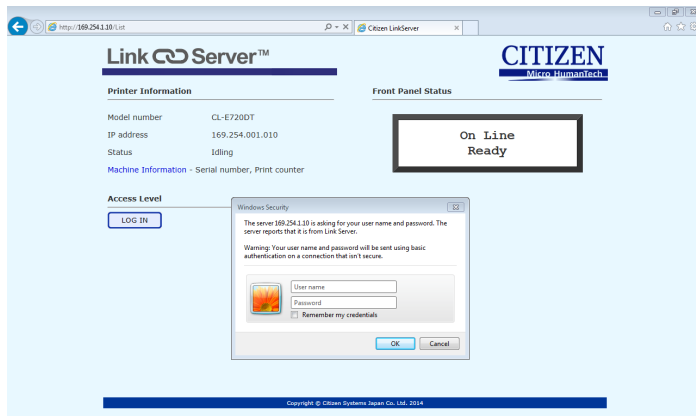 http://169.254.1.10/List
Citizen LinkServer
Link Server™
CITIZEN
Micro HumanTech
Printer Information
Front Panel Status
Model number CL-E720DT
IP address 169.254.001.010
Status Idling
Machine Information - Serial number, Print counter
On Line
Ready
Access Level
LOG IN
Windows Security
The server 169.254.1.10 is asking for your user name and password. The
server reports that it is from Link Server.
Warning: Your user name and password will be sent using basic
authentication on a connection that isn't secure.
User name
Password
Remember my credentials
OK Cancel
Copyright © Citizen Systems Japan Co. Ltd. 2014